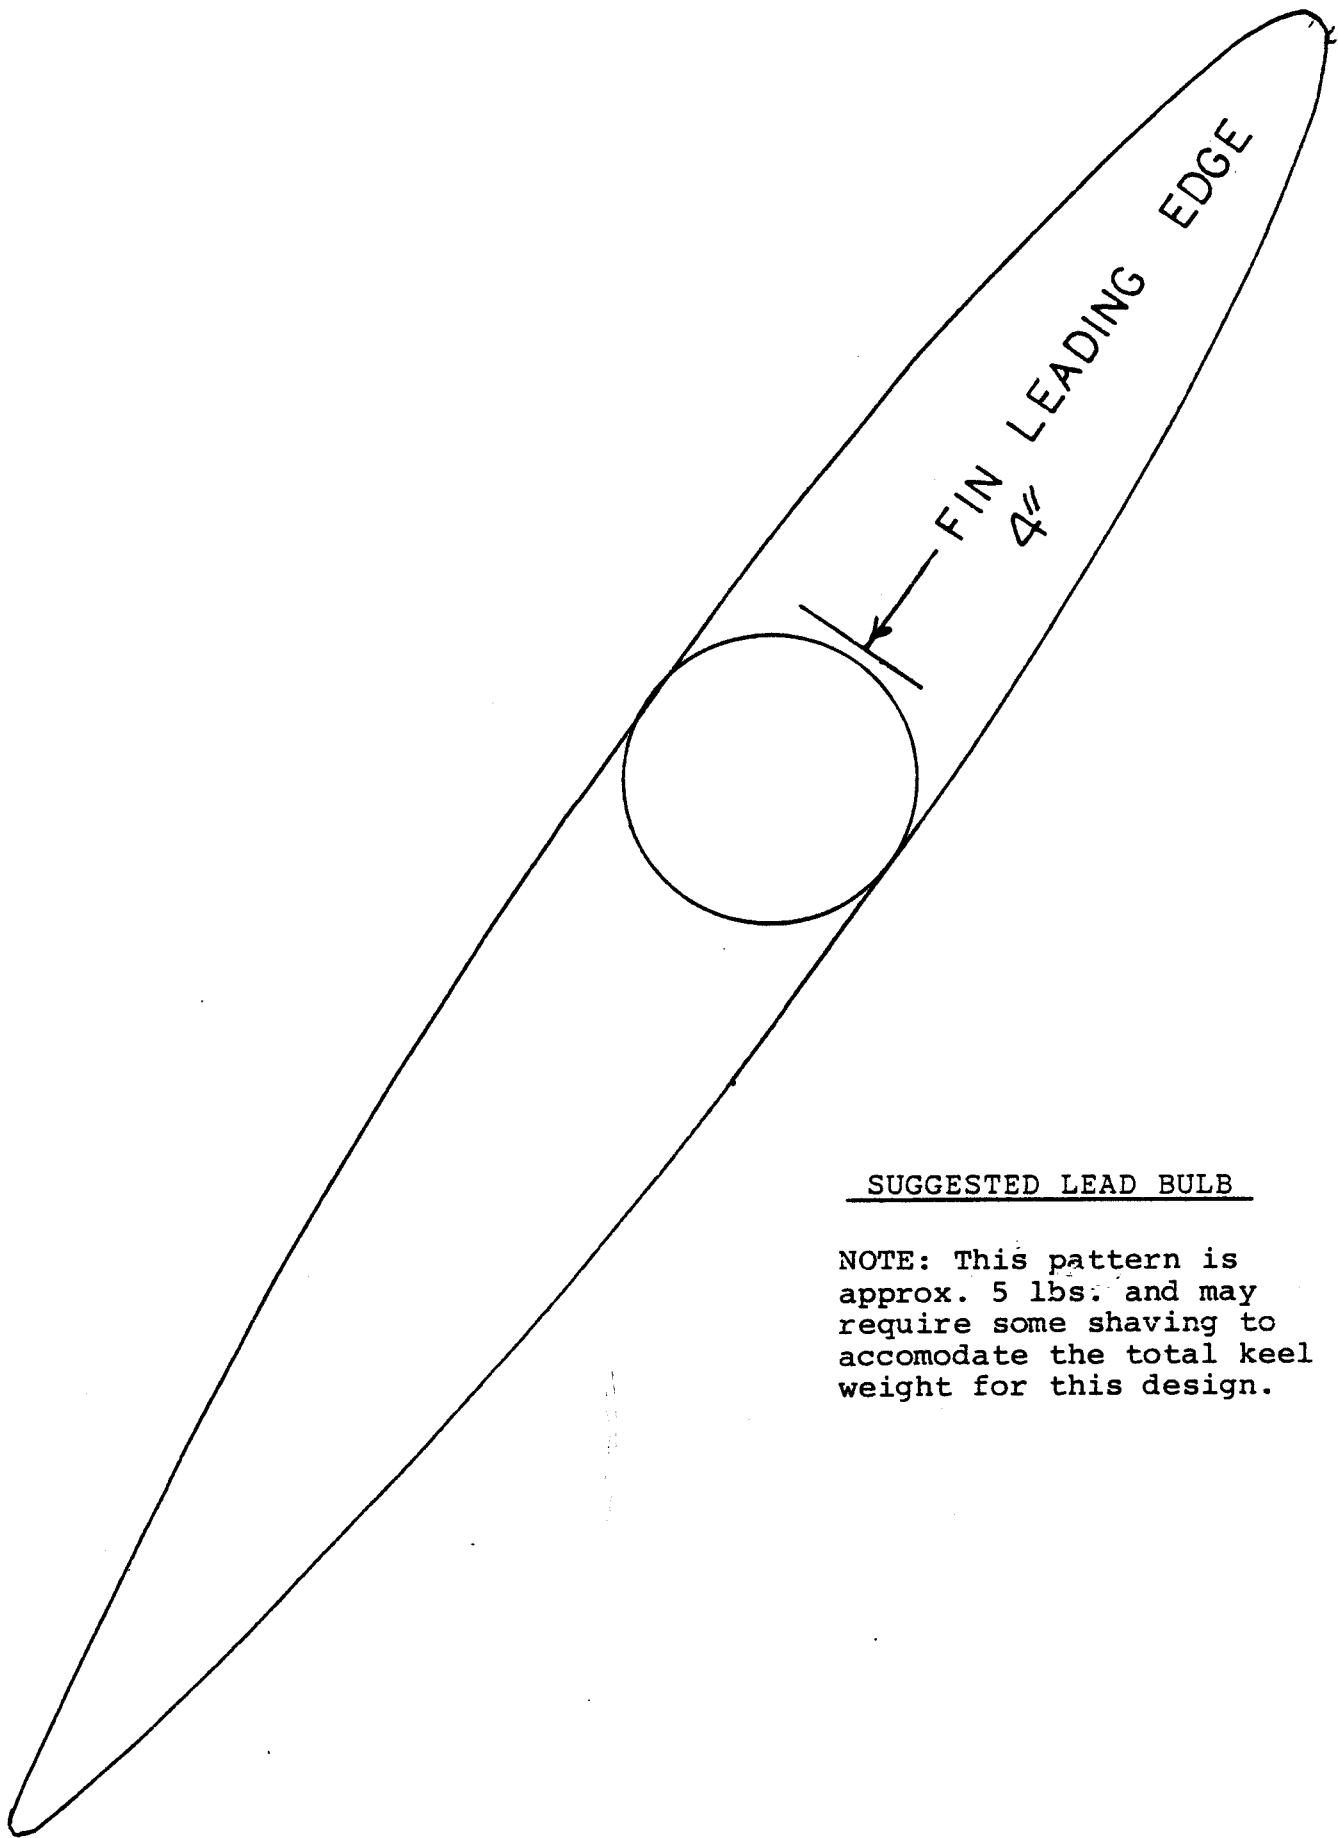 FIN LEADING EDGE
4"
SUGGESTED LEAD BULB
NOTE: This pattern is
approx. 5 lbs. and may
require some shaving to
accomodate the total keel
weight for this design.